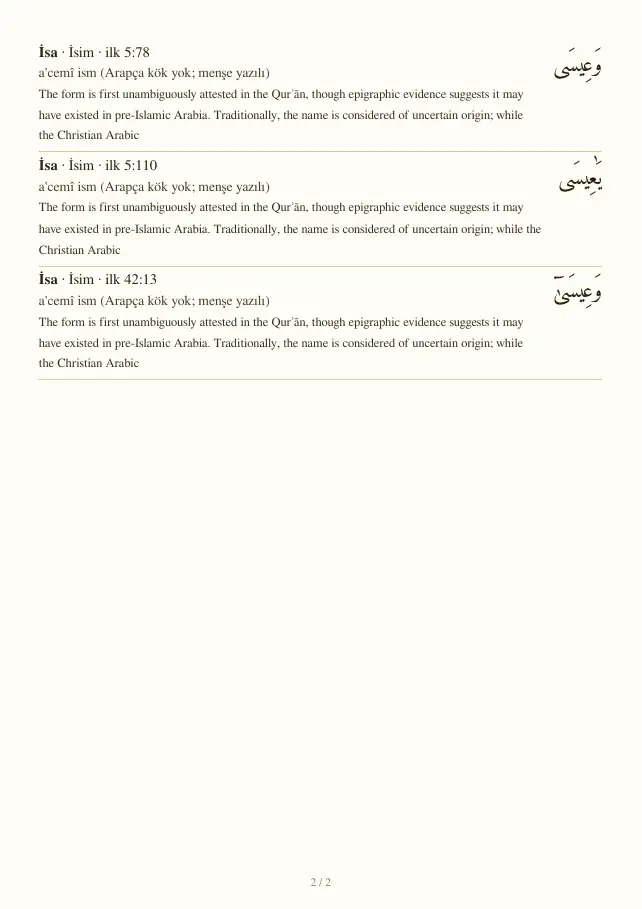 İsa · İsim · ilk 5:78 وَعِيسَى
a'cemî ism (Arapça kök yok; menşe yazılı)
The form is first unambiguously attested in the Qurʾān, though epigraphic evidence suggests it may
have existed in pre-Islamic Arabia. Traditionally, the name is considered of uncertain origin; while
the Christian Arabic
İsa · İsim · ilk 5:110 يَٰعِيسَى
a'cemî ism (Arapça kök yok; menşe yazılı)
The form is first unambiguously attested in the Qurʾān, though epigraphic evidence suggests it may
have existed in pre-Islamic Arabia. Traditionally, the name is considered of uncertain origin; while the
Christian Arabic
İsa · İsim · ilk 42:13 وَعِيسَىٰٓ
a'cemî ism (Arapça kök yok; menşe yazılı)
The form is first unambiguously attested in the Qurʾān, though epigraphic evidence suggests it may
have existed in pre-Islamic Arabia. Traditionally, the name is considered of uncertain origin; while
the Christian Arabic
2 / 2